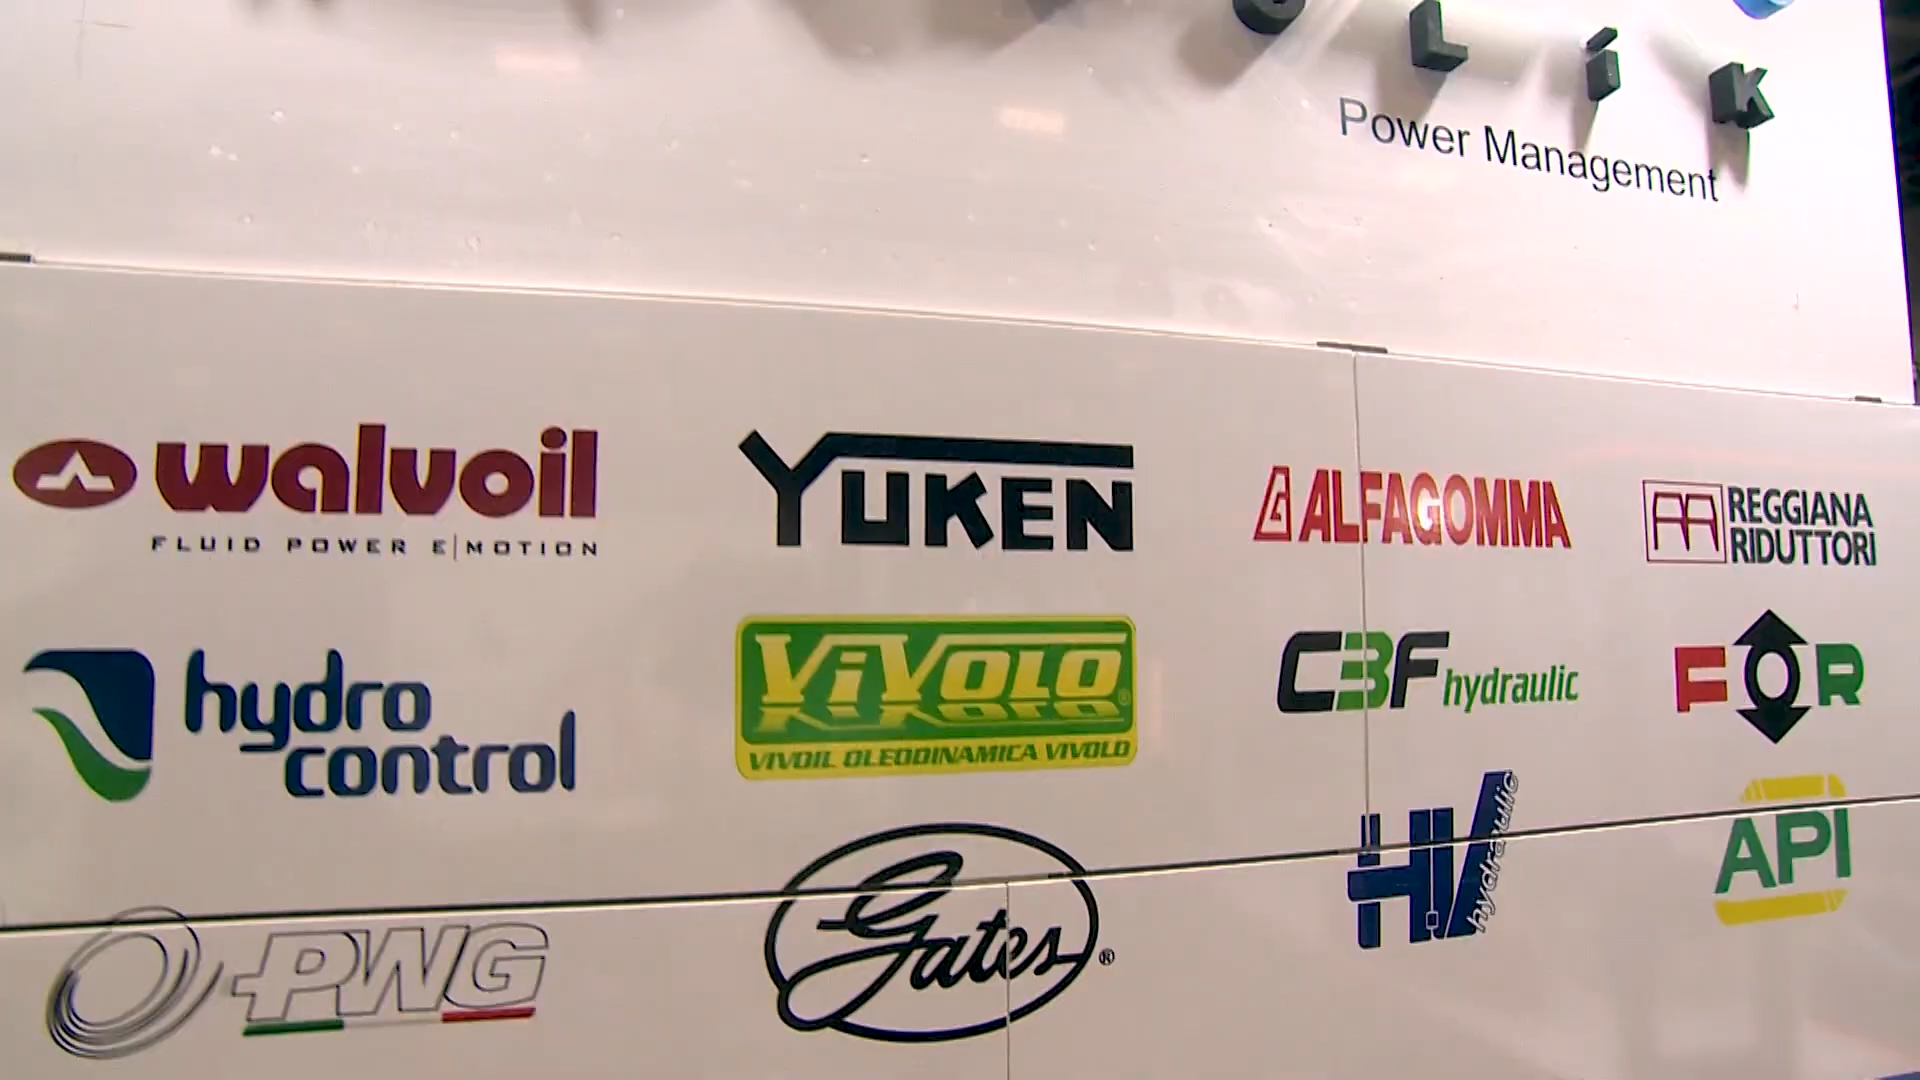 OLiK
Power Management
walvoil
FLUID POWER E|MOTION
YUKEN
ALFAGOMMA
REGGIANA
RIDUTTORI
hydro
control
ViVOLO
VIVOIL OLEODINAMICA VIVOLO
CBF hydraulic
FOR
PWG
Gates®
HV hydraulic
API